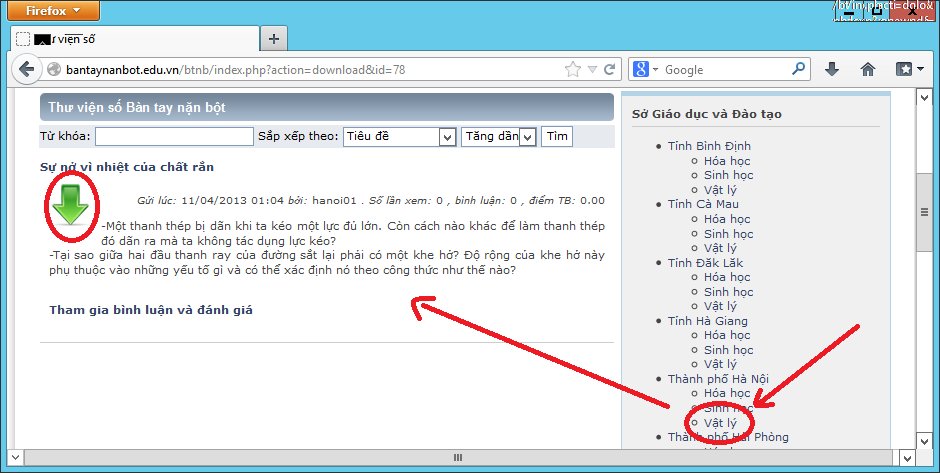 Firefox
ư viện số
bantaynanbot.edu.vn/btnb/index.php?action=download&id=78
Google
Thư viện số Bàn tay nặn bột
Từ khóa: Sắp xếp theo: Tiêu đề Tăng dần Tìm
Sự nở vì nhiệt của chất rắn
Gửi lúc: 11/04/2013 01:04 bởi: hanoi01 . Số lần xem: 0 , bình luận: 0 , điểm TB: 0.00
-Một thanh thép bị dãn khi ta kéo một lực đủ lớn. Còn cách nào khác để làm thanh thép
đó dãn ra mà ta không tác dụng lực kéo?
-Tại sao giữa hai đầu thanh ray của đường sắt lại phải có một khe hở? Độ rộng của khe hở này
phụ thuộc vào những yếu tố gì và có thể xác định nó theo công thức như thế nào?
Tham gia bình luận và đánh giá
Sở Giáo dục và Đào tạo
Tỉnh Bình Định
Hóa học
Sinh học
Vật lý
Tỉnh Cà Mau
Hóa học
Sinh học
Vật lý
Tỉnh Đăk Lăk
Hóa học
Sinh học
Vật lý
Tỉnh Hà Giang
Hóa học
Sinh học
Vật lý
Thành phố Hà Nội
Hóa học
Sinh học
Vật lý
Thành phố Hải Phòng